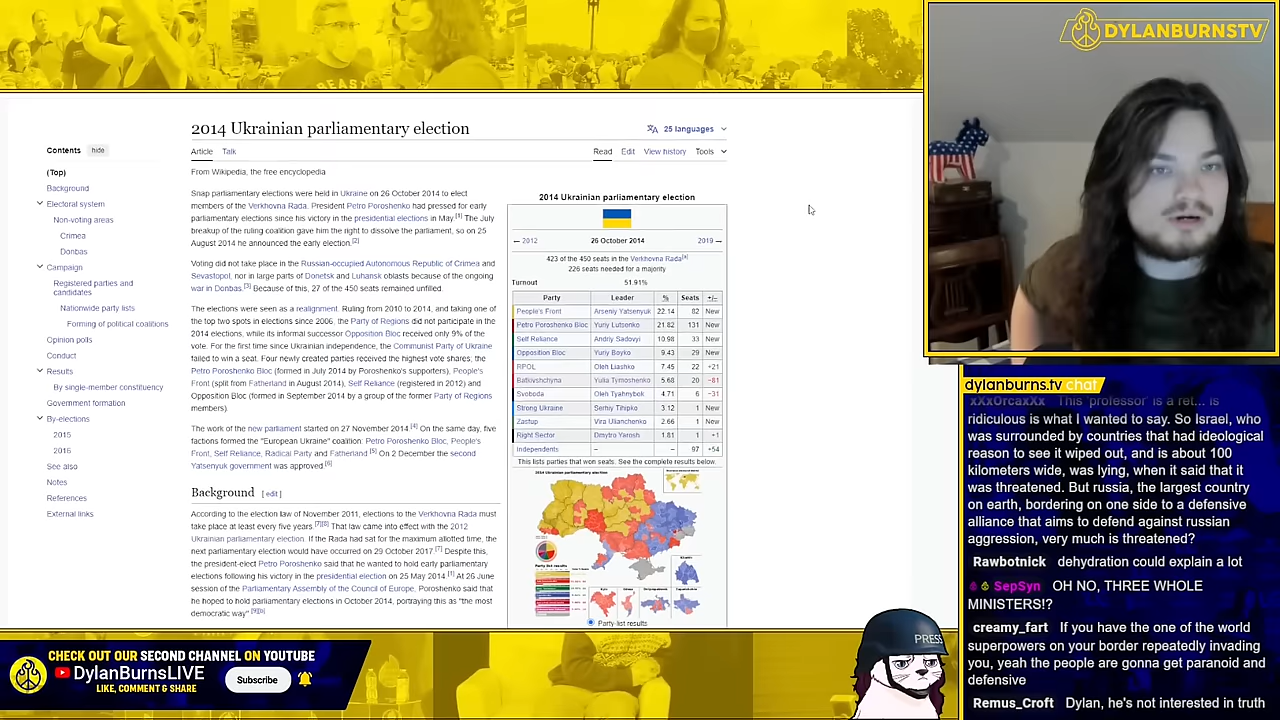 DYLANBURNSTV
2014 Ukrainian parliamentary election
25 languages
Contents hide
Article Talk
Read Edit View history Tools
(Top)
Background
Electoral system
Non-voting areas
Crimea
Donbas
Campaign
Registered parties and
candidates
Nationwide party lists
Forming of political coalitions
Opinion polls
Conduct
Results
By single-member constituency
Government formation
By-elections
2015
2016
See also
Notes
References
External links
From Wikipedia, the free encyclopedia
Snap parliamentary elections were held in Ukraine on 26 October 2014 to elect
members of the Verkhovna Rada. President Petro Poroshenko had pressed for early
parliamentary elections since his victory in the presidential elections in May.[1] The July
breakup of the ruling coalition gave him the right to dissolve the parliament, so on 25
August 2014 he announced the early election.[2]
Voting did not take place in the Russian-occupied Autonomous Republic of Crimea and
Sevastopol, nor in large parts of Donetsk and Luhansk oblasts because of the ongoing
war in Donbas.[3] Because of this, 27 of the 450 seats remained unfilled.
The elections were seen as a realignment. Ruling from 2010 to 2014, and taking one of
the top two spots in elections since 2006, the Party of Regions did not participate in the
2014 elections, while its informal successor Opposition Bloc received only 9% of the
vote. For the first time since Ukrainian independence, the Communist Party of Ukraine
failed to win a seat. Four newly created parties received the highest vote shares; the
Petro Poroshenko Bloc (formed in July 2014 by Poroshenko's supporters), People's
Front (split from Fatherland in August 2014), Self Reliance (registered in 2012) and
Opposition Bloc (formed in September 2014 by a group of the former Party of Regions
members).
The work of the new parliament started on 27 November 2014.[4] On the same day, five
factions formed the "European Ukraine" coalition: Petro Poroshenko Bloc, People's
Front, Self Reliance, Radical Party and Fatherland.[5] On 2 December the second
Yatsenyuk government was approved.[6]
Background [ edit ]
According to the election law of November 2011, elections to the Verkhovna Rada must
take place at least every five years.[7][8] That law came into effect with the 2012
Ukrainian parliamentary election. If the Rada had sat for the maximum allotted time, the
next parliamentary election would have occurred on 29 October 2017.[7] Despite this,
the president-elect Petro Poroshenko said that he wanted to hold early parliamentary
elections following his victory in the presidential election on 25 May 2014.[1] At 26 June
session of the Parliamentary Assembly of the Council of Europe, Poroshenko said that
he hoped to hold parliamentary elections in October 2014, portraying this as "the most
democratic way".[9][b]
2014 Ukrainian parliamentary election
← 2012 26 October 2014 2019 →
423 of the 450 seats in the Verkhovna Rada[a]
226 seats needed for a majority
Turnout 51.91%
Party Leader % Seats +/–
People's Front Arseniy Yatsenyuk 22.14 82 New
Petro Poroshenko Bloc Yuriy Lutsenko 21.82 131 New
Self Reliance Andriy Sadovyi 10.98 33 New
Opposition Bloc Yuriy Boyko 9.43 29 New
RPOL Oleh Liashko 7.45 22 +21
Batkivshchyna Yulia Tymoshenko 5.68 20 −81
Svoboda Oleh Tyahnybok 4.71 6 −31
Strong Ukraine Serhiy Tihipko 3.12 1 New
Zastup Vira Ulianchenko 2.66 1 New
Right Sector Dmytro Yarosh 1.81 1 +1
Independents – – 97 +54
This lists parties that won seats. See the complete results below.
2014 Ukrainian parliamentary election
Party list results
Party-list results
dylanburns.tv chat
xXxOrcaxXx This 'professor' is a ret... is
ridiculous is what I wanted to say. So Israel, who
was surrounded by countries that had ideological
reason to see it wiped out, and is about 100
kilometers wide, was lying, when it said that it
was threatened. But russia, the largest country
on earth, bordering on one side to a defensive
alliance that aims to defend against russian
aggression, very much is threatened?
Rawbotnick dehydration could explain a lot
SepSyn OH NO, THREE WHOLE
MINISTERS!?
creamy_fart If you have the one of the world
superpowers on your border repeatedly invading
you, yeah the people are gonna get paranoid and
defensive
Remus_Croft Dylan, he's not interested in truth
PRESS
CHECK OUT OUR SECOND CHANNEL ON YOUTUBE
DylanBurnsLIVE
LIKE, COMMENT & SHARE
Subscribe